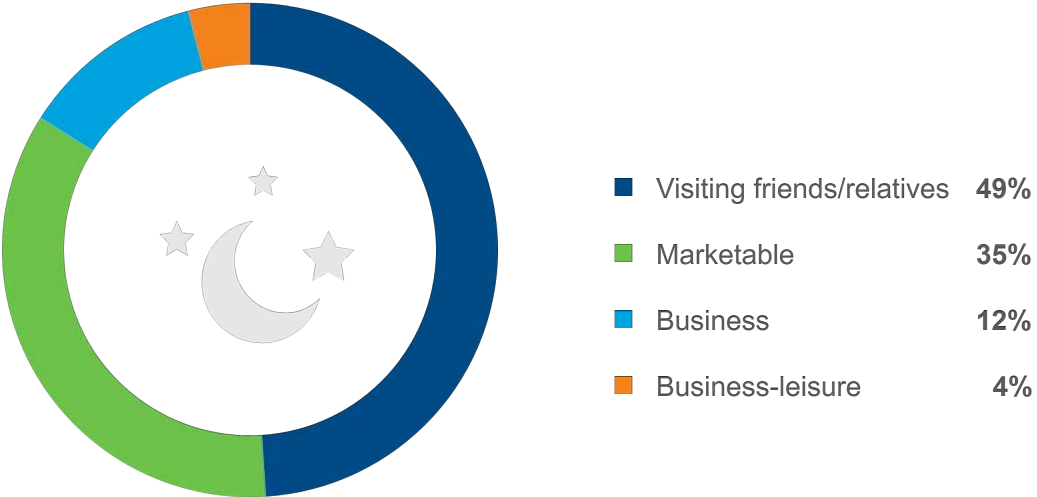 Visiting friends/relatives 49%
Marketable 35%
Business 12%
Business-leisure 4%